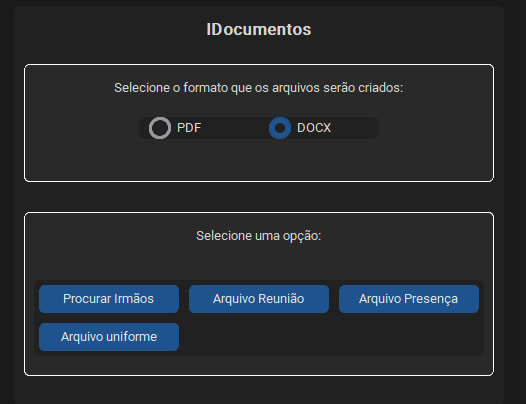 IDocumentos
Selecione o formato que os arquivos serão criados:
PDF DOCX
Selecione uma opção:
Procurar Irmãos Arquivo Reunião Arquivo Presença
Arquivo uniforme